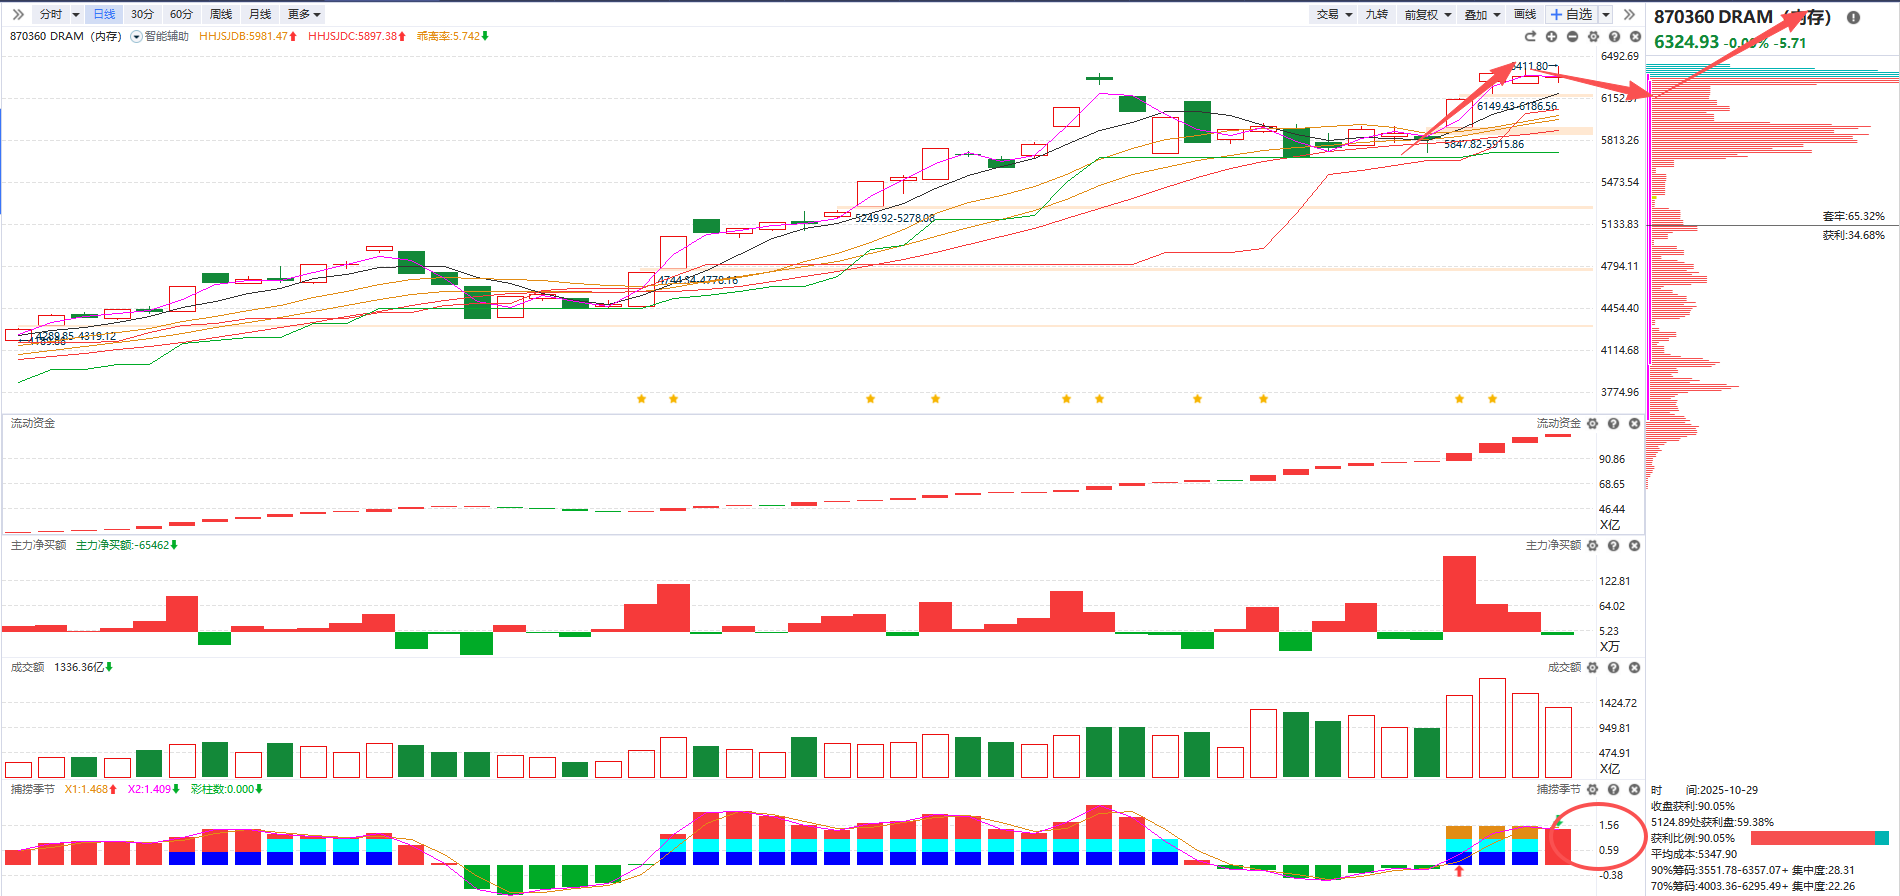 分时 日线 30分 60分 周线 月线 更多 交易 九转 前复权 叠加 画线 自选
870360 DRAM（内存） 智能辅助 HHJSJDB:5981.47 HHJSJDC:5897.38 乖离率:5.742
870360 DRAM
6324.93 -0.09% -5.71
6492.69
6411.80
6152
6149.43-6186.56
5813.26
5847.82-5915.86
5473.54
5249.92-5278.08
5133.83
套牢:65.32%
获利:34.68%
4794.11
4744.94-4778.16
4454.40
4289.85-4319.12
4189.88
4114.68
3774.96
流动资金 流动资金
90.86
68.65
46.44
X亿
主力净买额 主力净买额:-65462 主力净买额
122.81
64.02
5.23
X万
成交额 1336.36亿 成交额
1424.72
949.81
474.91
X亿
捕捞季节 X1:1.468 X2:1.409 彩柱数:0.000 捕捞季节
1.56
0.59
-0.38
时 间:2025-10-29
收盘获利:90.05%
5124.89处获利盘:59.38%
获利比例:90.05%
平均成本:5347.90
90%筹码:3551.78-6357.07+ 集中度:28.31
70%筹码:4003.36-6295.49+ 集中度:22.26